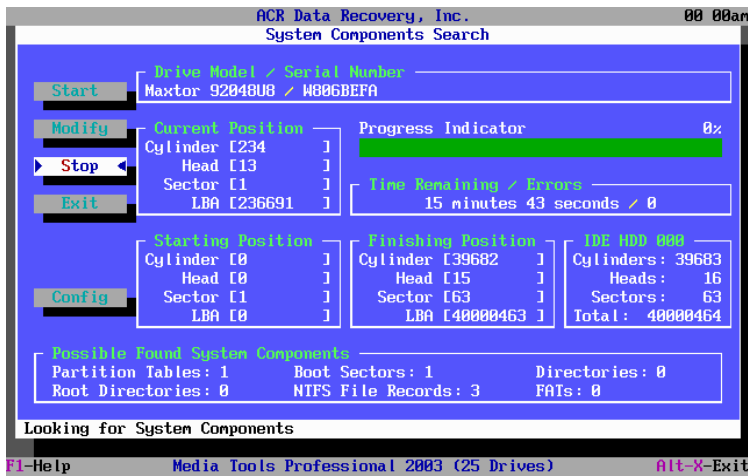 ACR Data Recovery, Inc. 00 00am
System Components Search
Drive Model / Serial Number
Start Maxtor 92048U8 / W806BEFA
Modify Current Position Progress Indicator 0%
Cylinder [234 ]
Stop Head [13 ]
Sector [1 ] Time Remaining / Errors
Exit LBA [236691 ] 15 minutes 43 seconds / 0
Starting Position Finishing Position IDE HDD 000
Cylinder [0 ] Cylinder [39682 ] Cylinders: 39683
Head [0 ] Head [15 ] Heads: 16
Config Sector [1 ] Sector [63 ] Sectors: 63
LBA [0 ] LBA [40000463 ] Total: 40000464
Possible Found System Components
Partition Tables: 1 Boot Sectors: 1 Directories: 0
Root Directories: 0 NTFS File Records: 3 FATs: 0
Looking for System Components
F1-Help Media Tools Professional 2003 (25 Drives) Alt-X-Exit